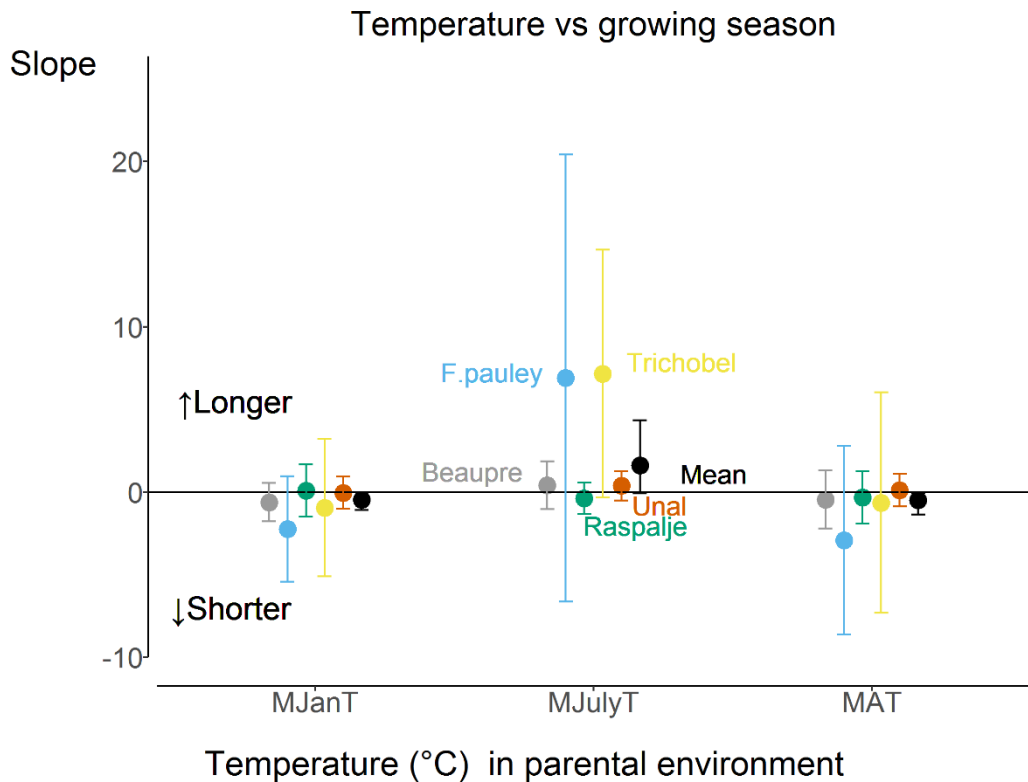 Temperature vs growing season
Slope
20
10
0
-10
↑Longer
↓Shorter
F.pauley
Trichobel
Beaupre
Mean
Unal
Raspalje
MJanT
MJulyT
MAT
Temperature (°C) in parental environment